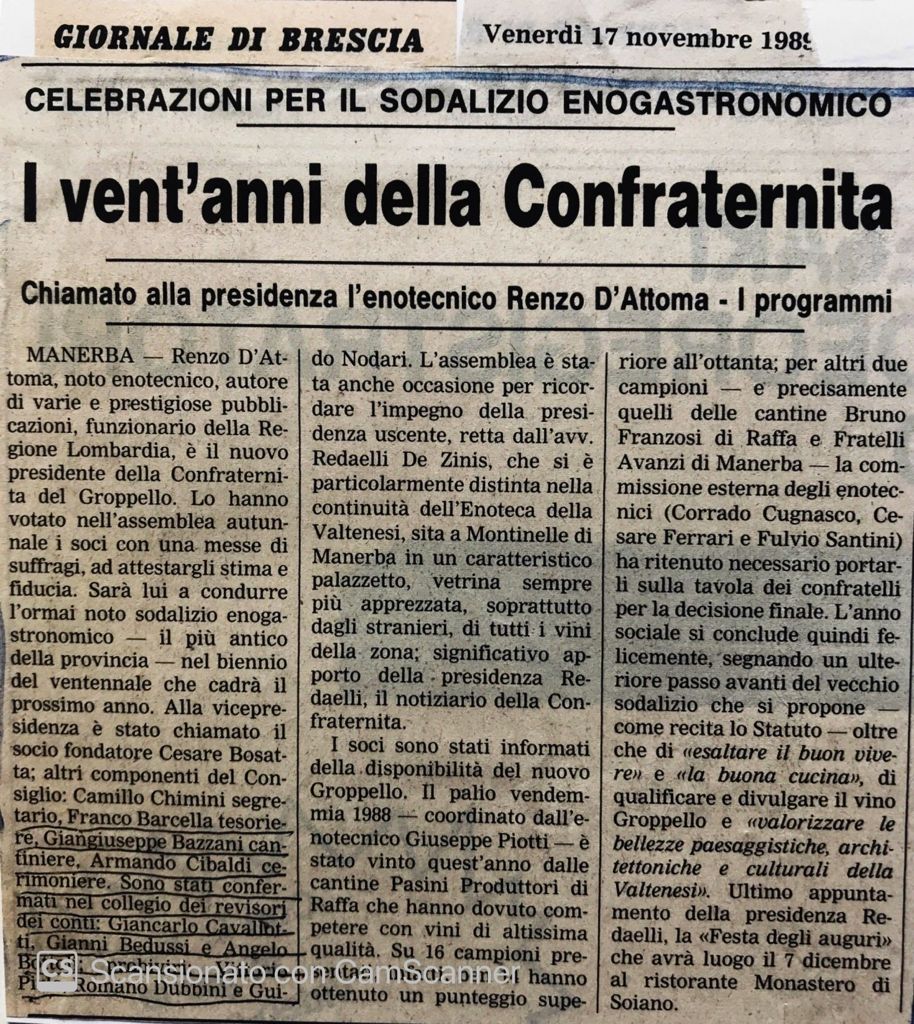 GIORNALE DI BRESCIA
Venerdì 17 novembre 1989
CELEBRAZIONI PER IL SODALIZIO ENOGASTRONOMICO
I vent'anni della Confraternita
Chiamato alla presidenza l'enotecnico Renzo D'Attoma - I programmi
MANERBA — Renzo D'At-
toma, noto enotecnico, autore
di varie e prestigiose pubbli-
cazioni, funzionario della Re-
gione Lombardia, è il nuovo
presidente della Confraterni-
ta del Groppello. Lo hanno
votato nell'assemblea autun-
nale i soci con una messe di
suffragi, ad attestargli stima e
fiducia. Sarà lui a condurre
l'ormai noto sodalizio enoga-
stronomico — il più antico
della provincia — nel biennio
del ventennale che cadrà il
prossimo anno. Alla vicepre-
sidenza è stato chiamato il
socio fondatore Cesare Bosat-
ta; altri componenti del Con-
siglio: Camillo Chimini segre-
tario, Franco Barcella tesorie-
re, Giangiuseppe Bazzani can-
tiniere, Armando Cibaldi ce-
rimoniere. Sono stati confer-
mati nel collegio dei revisori
dei conti: Giancarlo Cavallot-
ti, Gianni Bedussi e Angelo
Vittorio
Romano Dubbini e Gui-
do Nodari. L'assemblea è sta-
ta anche occasione per ricor-
dare l'impegno della presi-
denza uscente, retta dall'avv.
Redaelli De Zinis, che si è
particolarmente distinta nella
continuità dell'Enoteca della
Valtenesi, sita a Montinelle di
Manerba in un caratteristico
palazzetto, vetrina sempre
più apprezzata, soprattutto
dagli stranieri, di tutti i vini
della zona; significativo ap-
porto della presidenza Re-
daelli, il notiziario della Con-
fraternita.
I soci sono stati informati
della disponibilità del nuovo
Groppello. Il palio vendem-
mia 1988 — coordinato dall'e-
notecnico Giuseppe Piotti — è
stato vinto quest'anno dalle
cantine Pasini Produttori di
Raffa che hanno dovuto com-
petere con vini di altissima
qualità. Su 16 campioni pre-
hanno
ottenuto un punteggio supe-
riore all'ottanta; per altri due
campioni — e precisamente
quelli delle cantine Bruno
Franzosi di Raffa e Fratelli
Avanzi di Manerba — la com-
missione esterna degli enotec-
nici (Corrado Cugnasco, Ce-
sare Ferrari e Fulvio Santini)
ha ritenuto necessario portar-
li sulla tavola dei confratelli
per la decisione finale. L'anno
sociale si conclude quindi fe-
licemente, segnando un ulte-
riore passo avanti del vecchio
sodalizio che si propone —
come recita lo Statuto — oltre
che di «esaltare il buon vive-
re» e «la buona cucina», di
qualificare e divulgare il vino
Groppello e «valorizzare le
bellezze paesaggistiche, archi-
tettoniche e culturali della
Valtenesi». Ultimo appunta-
mento della presidenza Re-
daelli, la «Festa degli auguri»
che avrà luogo il 7 dicembre
al ristorante Monastero di
Soiano.
CS Scansionato con CamScanner